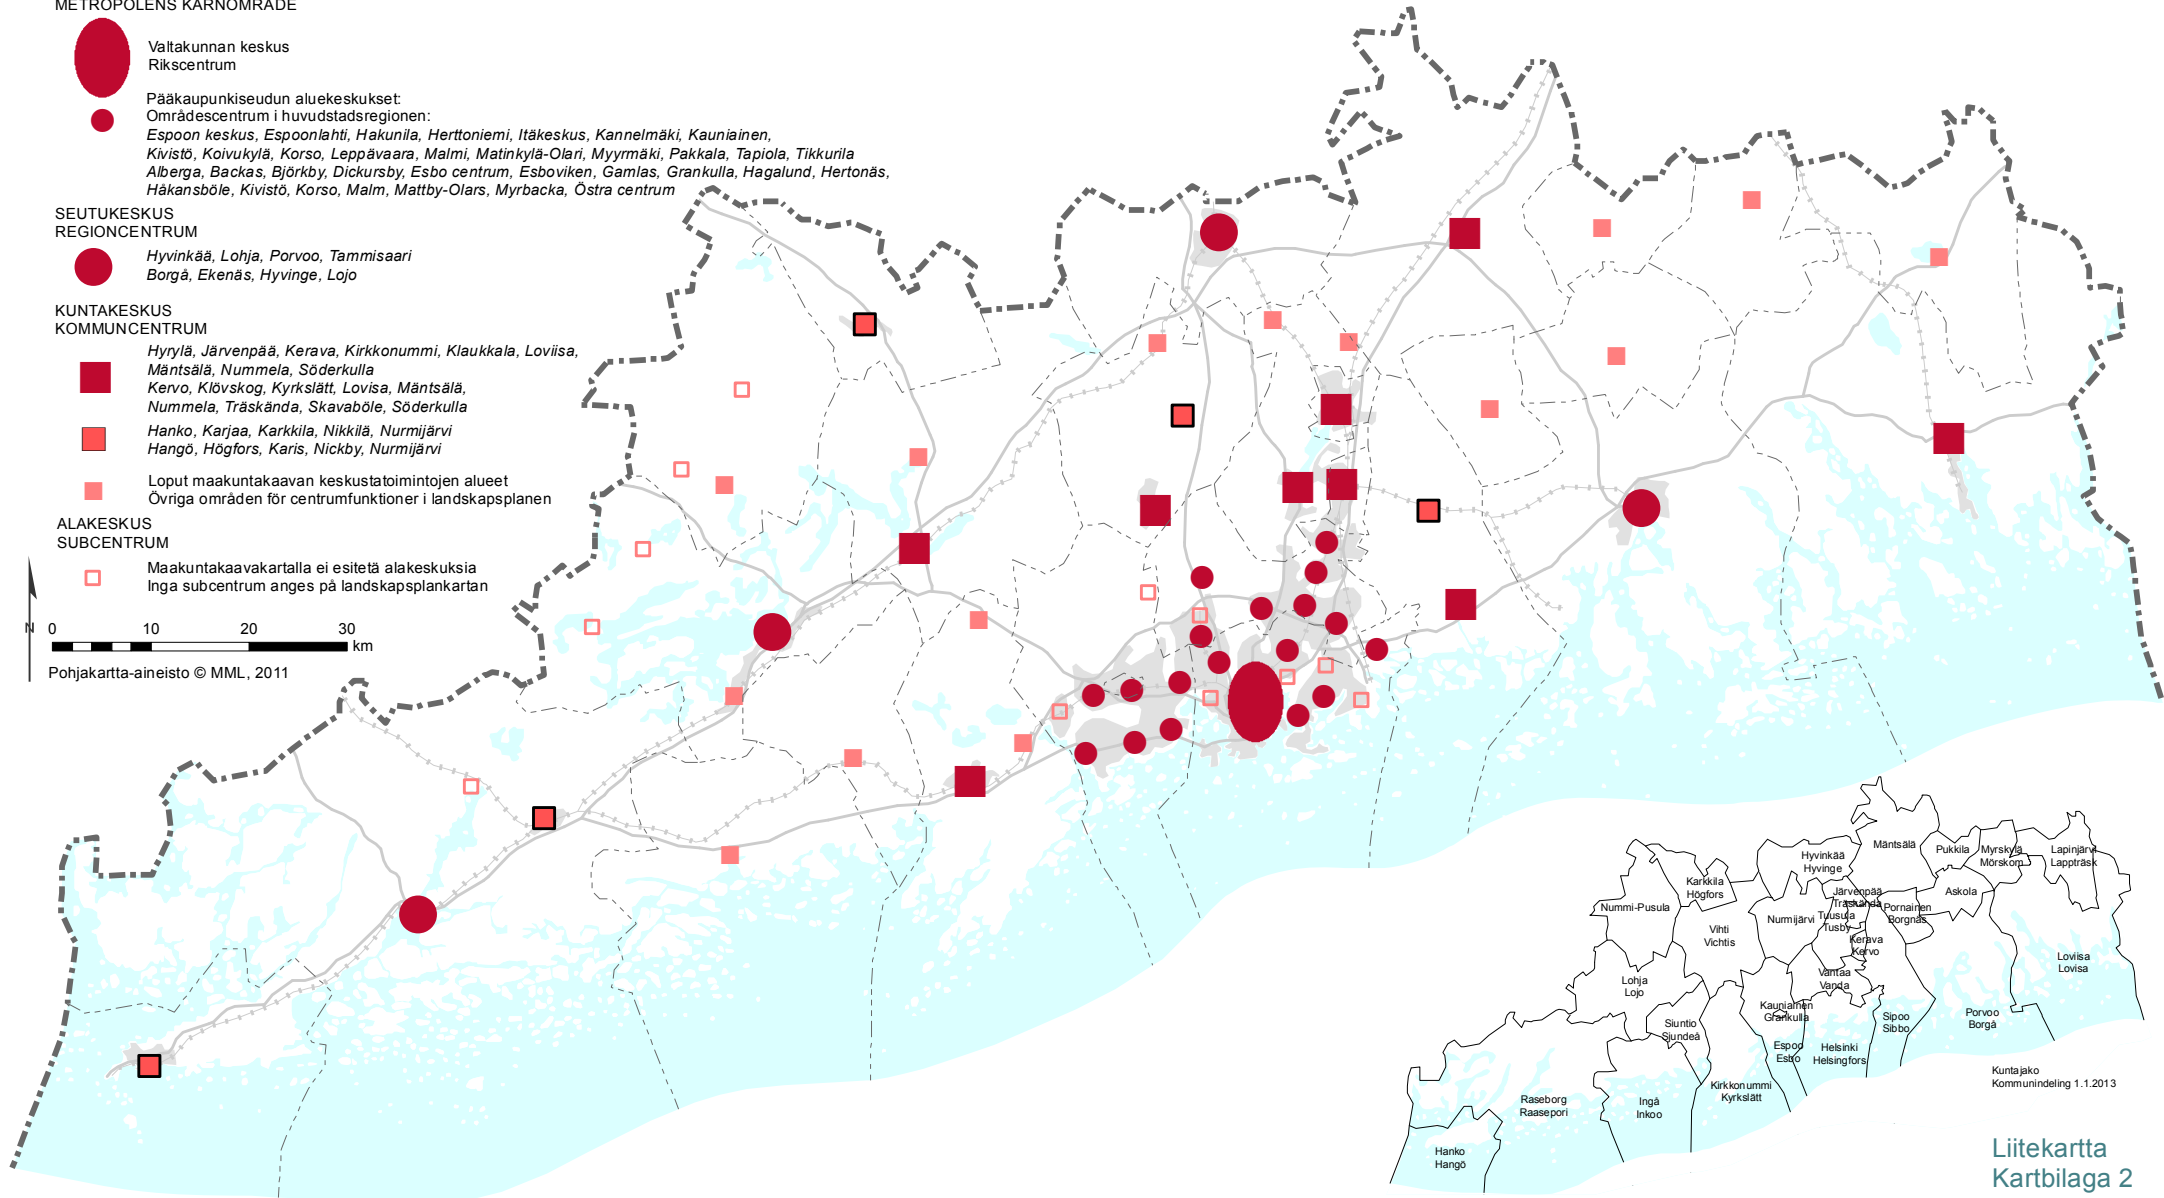 METROPOLENS KÄRNOMRÅDE
Valtakunnan keskus
Rikscentrum
Pääkaupunkiseudun aluekeskukset:
Områdescentrum i huvudstadsregionen:
Espoon keskus, Espoonlahti, Hakunila, Herttoniemi, Itäkeskus, Kannelmäki, Kauniainen,
Kivistö, Koivukylä, Korso, Leppävaara, Malmi, Matinkylä-Olari, Myyrmäki, Pakkala, Tapiola, Tikkurila
Alberga, Backas, Björkby, Dickursby, Esbo centrum, Esboviken, Gamlas, Grankulla, Hagalund, Hertonäs,
Håkansböle, Kivistö, Korso, Malm, Mattby-Olars, Myrbacka, Östra centrum
SEUTUKESKUS
REGIONCENTRUM
Hyvinkää, Lohja, Porvoo, Tammisaari
Borgå, Ekenäs, Hyvinge, Lojo
KUNTAKESKUS
KOMMUNCENTRUM
Hyrylä, Järvenpää, Kerava, Kirkkonummi, Klaukkala, Loviisa,
Mäntsälä, Nummela, Söderkulla
Kervo, Klövskog, Kyrkslätt, Lovisa, Mäntsälä,
Nummela, Träskända, Skavaböle, Söderkulla
Hanko, Karjaa, Karkkila, Nikkilä, Nurmijärvi
Hangö, Högfors, Karis, Nickby, Nurmijärvi
Loput maakuntakaavan keskustatoimintojen alueet
Övriga områden för centrumfunktioner i landskapsplanen
ALAKESKUS
SUBCENTRUM
Maakuntakaavakartalla ei esitetä alakeskuksia
Inga subcentrum anges på landskapsplankartan
N
0 10 20 30
km
Pohjakartta-aineisto © MML, 2011
Mäntsälä
Pukkila
Myrskylä
Mörskom
Lapinjärvi
Lappträsk
Hyvinkää
Hyvinge
Karkkila
Högfors
Askola
Järvenpää
Träskända
Nummi-Pusula
Pornainen
Borgnäs
Nurmijärvi
Tuusula
Tusby
Vihti
Vichtis
Kerava
Kervo
Loviisa
Lovisa
Vantaa
Vanda
Lohja
Lojo
Kauniainen
Grankulla
Porvoo
Borgå
Sipoo
Sibbo
Siuntio
Sjundeå
Espoo
Esbo
Helsinki
Helsingfors
Kirkkonummi
Kyrkslätt
Raseborg
Raasepori
Ingå
Inkoo
Hanko
Hangö
Kuntajako
Kommunindeling 1.1.2013
Liitekartta
Kartbilaga 2